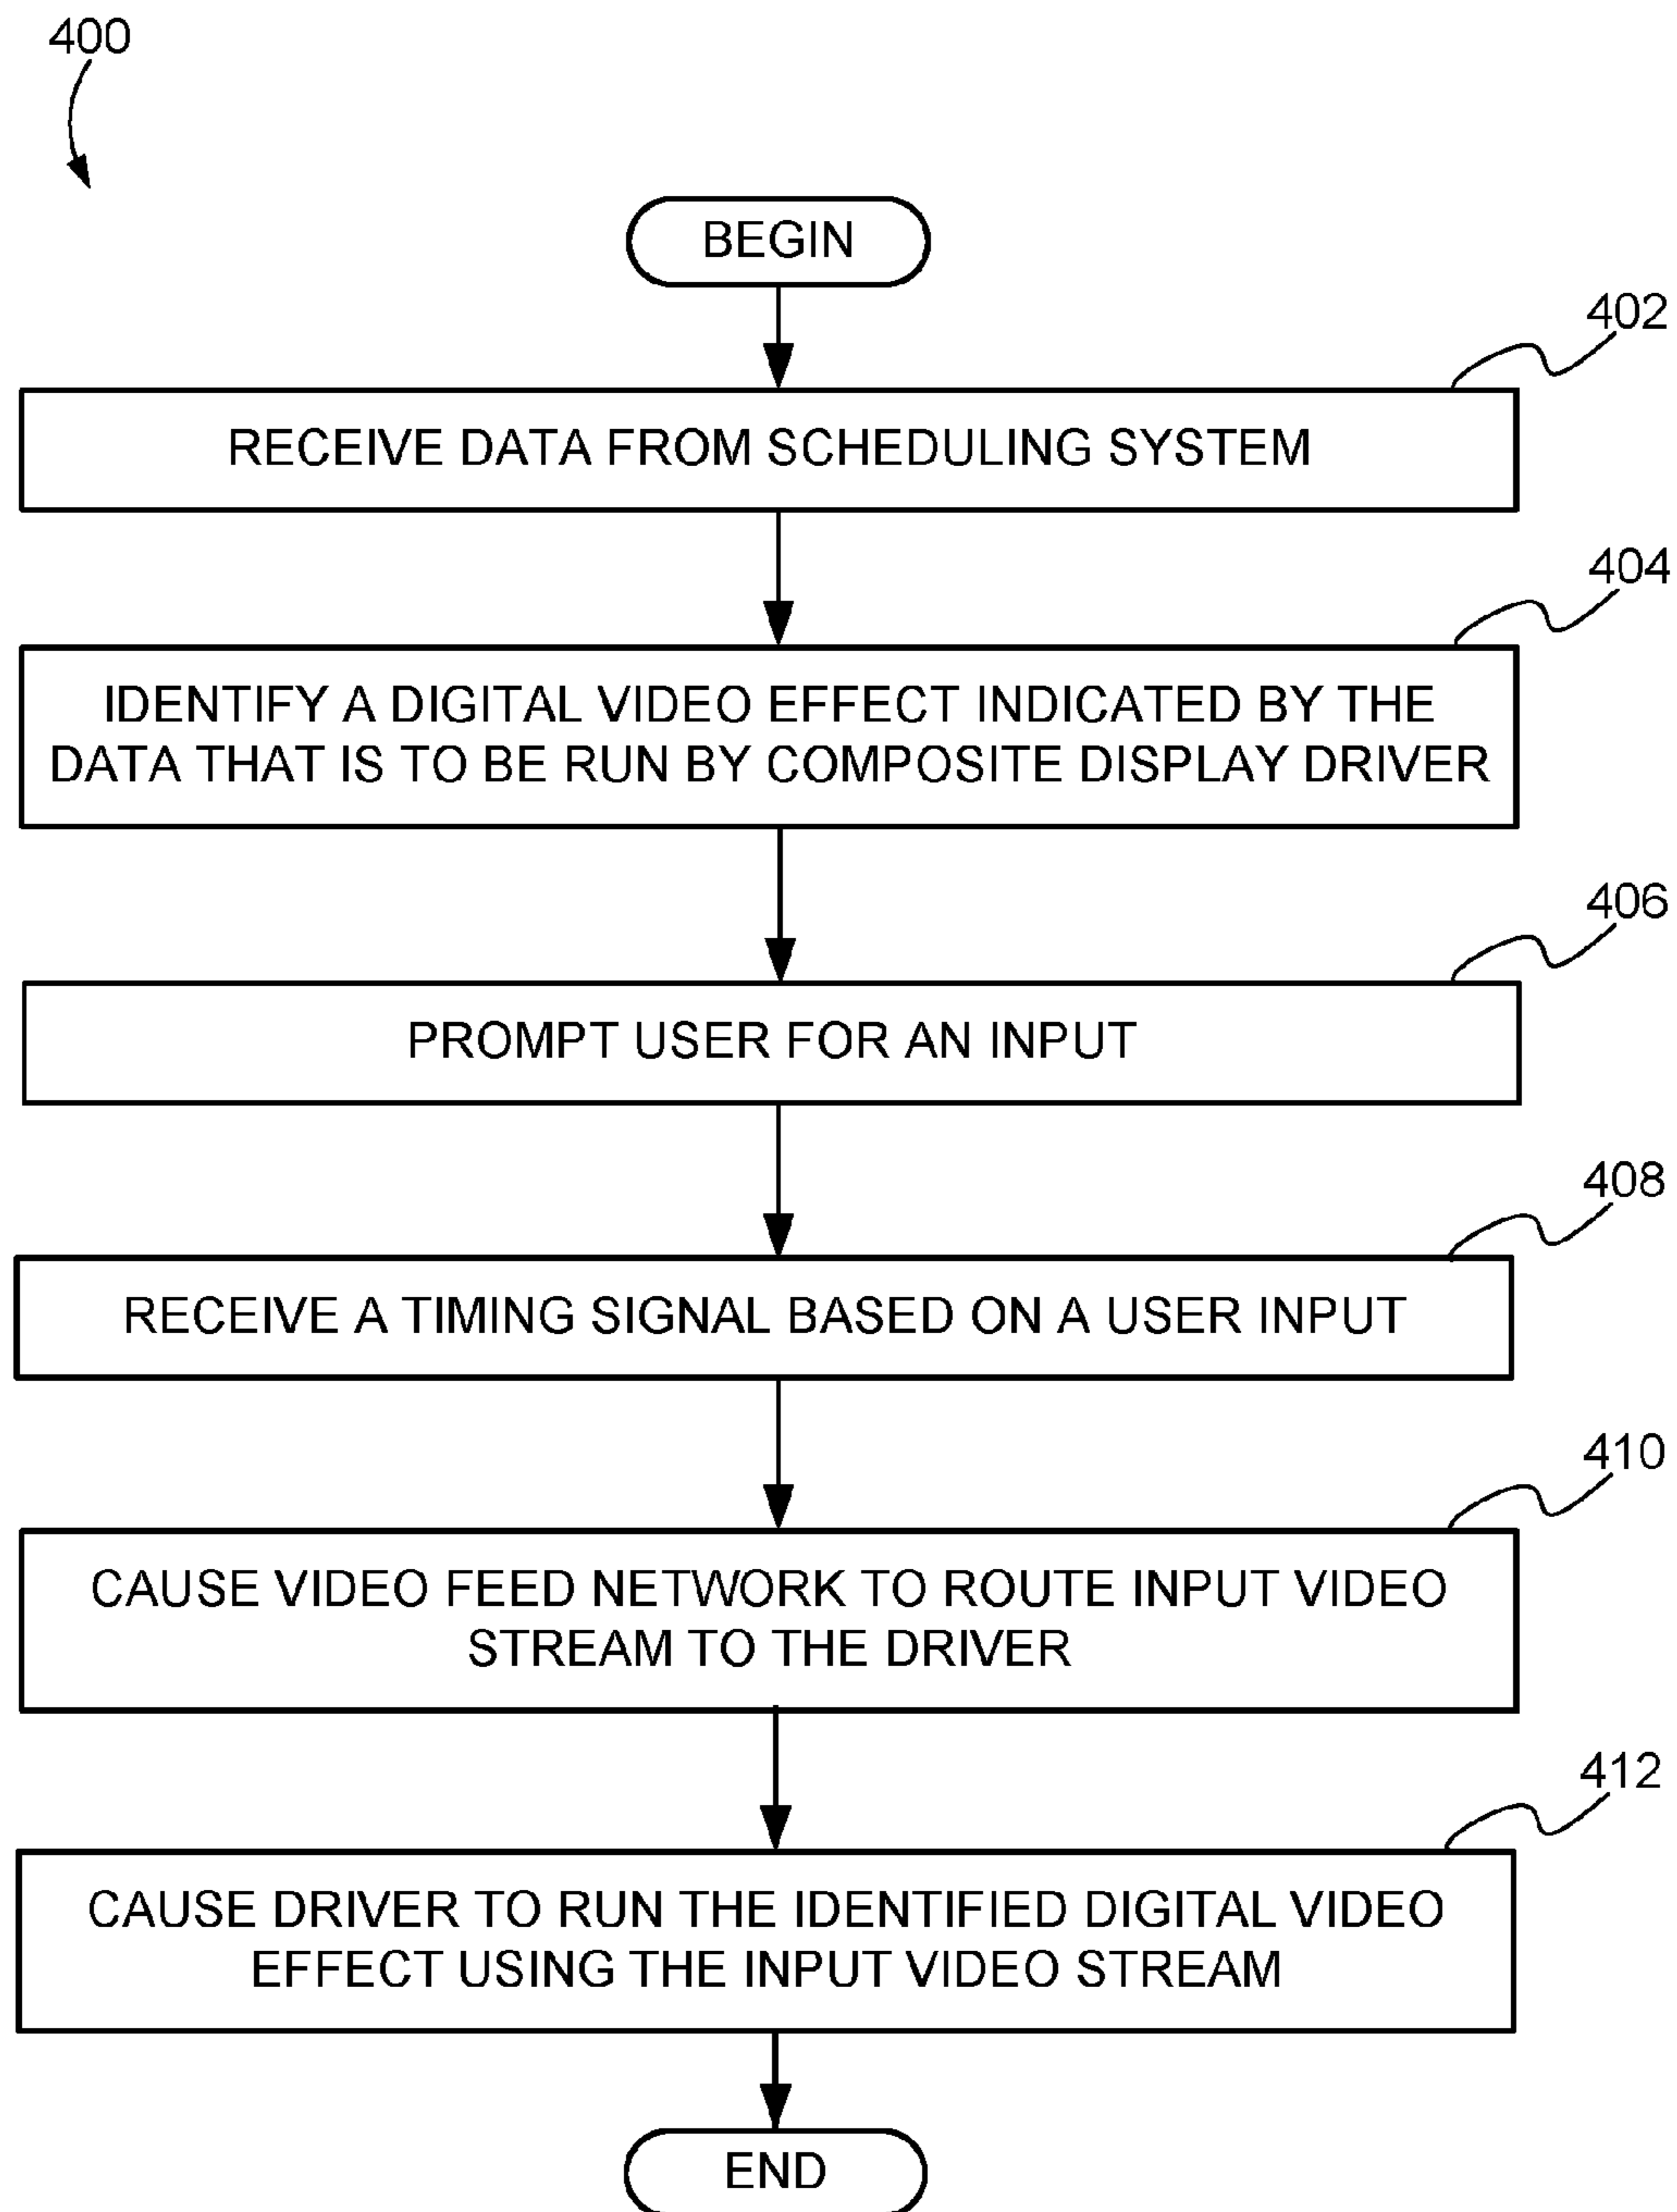 400
BEGIN
402
RECEIVE DATA FROM SCHEDULING SYSTEM
404
IDENTIFY A DIGITAL VIDEO EFFECT INDICATED BY THE
DATA THAT IS TO BE RUN BY COMPOSITE DISPLAY DRIVER
406
PROMPT USER FOR AN INPUT
408
RECEIVE A TIMING SIGNAL BASED ON A USER INPUT
410
CAUSE VIDEO FEED NETWORK TO ROUTE INPUT VIDEO
STREAM TO THE DRIVER
412
CAUSE DRIVER TO RUN THE IDENTIFIED DIGITAL VIDEO
EFFECT USING THE INPUT VIDEO STREAM
END